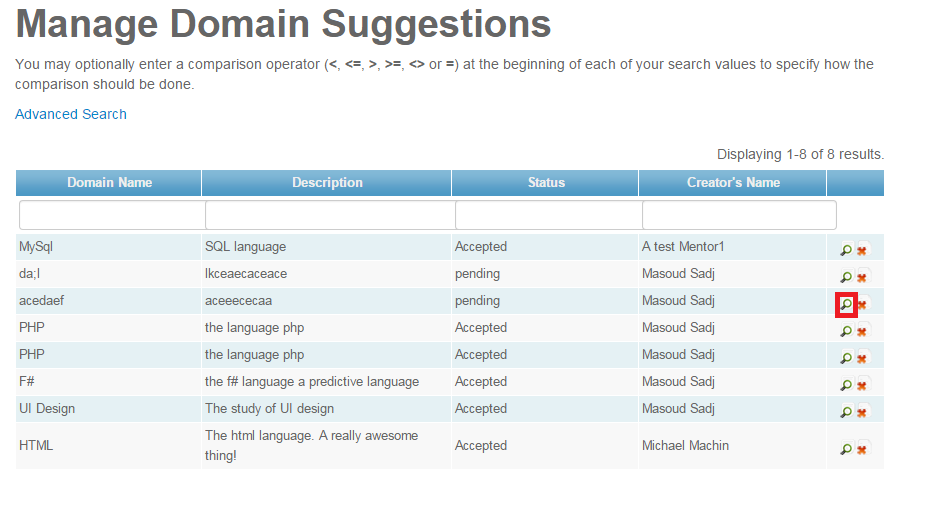 Manage Domain Suggestions
You may optionally enter a comparison operator (<, <=, >, >=, <> or =) at the beginning of each of your search values to specify how the
comparison should be done.
Advanced Search
Displaying 1-8 of 8 results.
Domain Name Description Status Creator's Name
MySql SQL language Accepted A test Mentor1
da;l lkceaecaceace pending Masoud Sadj
acedaef aceeececaa pending Masoud Sadj
PHP the language php Accepted Masoud Sadj
PHP the language php Accepted Masoud Sadj
F# the f# language a predictive language Accepted Masoud Sadj
UI Design The study of UI design Accepted Masoud Sadj
HTML The html language. A really awesome
thing! Accepted Michael Machin